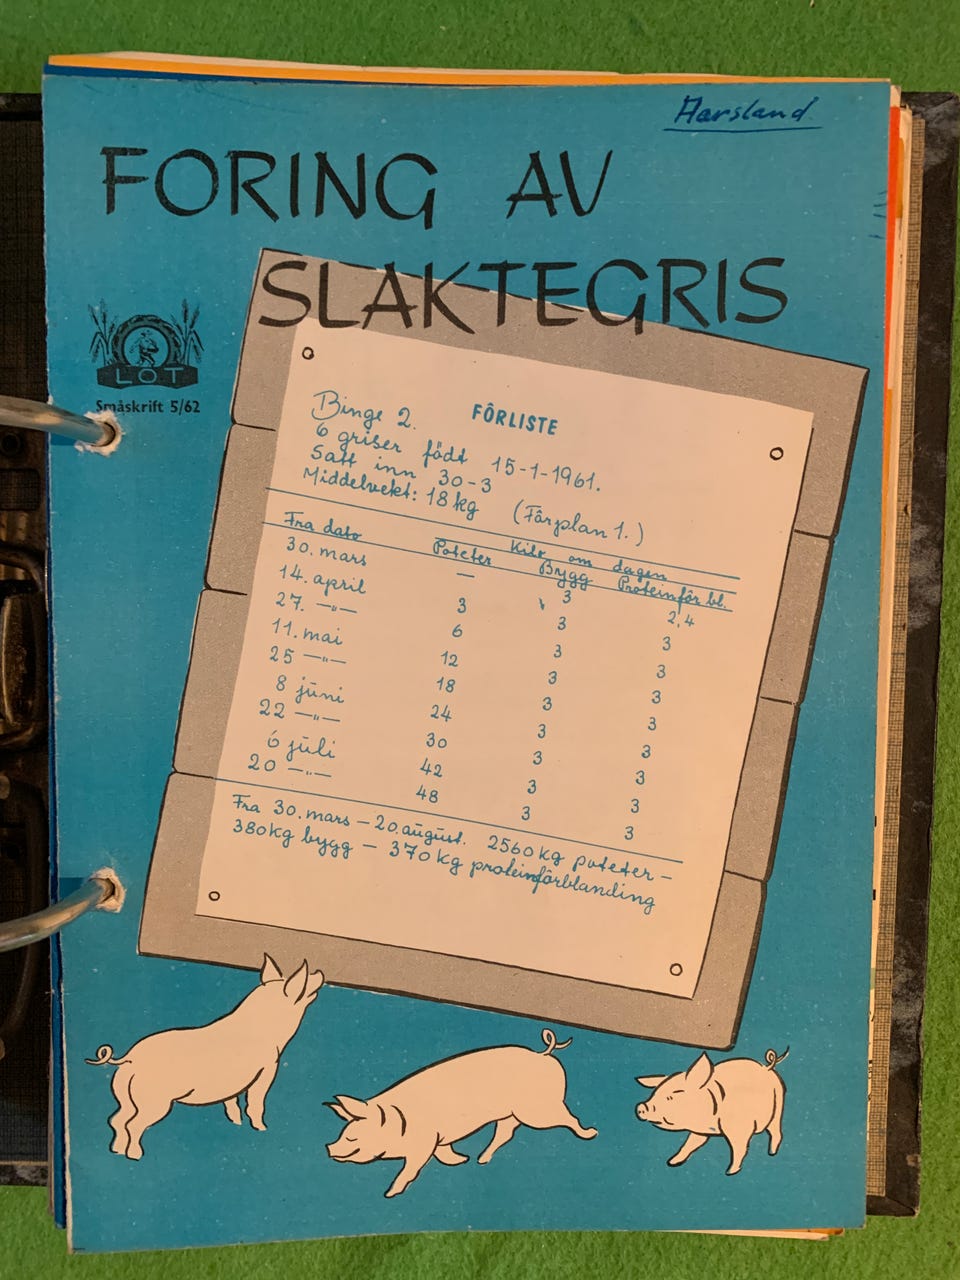 Aarsland
FORING AV
SLAKTEGRIS
LOT
Småskrift 5/62
FÔRLISTE
Binge 2.
6 griser født 15-1-1961.
Satt inn 30-3
Middelvekt: 18 kg (Fôrplan 1.)
Kilo om dagen
Fra dato Poteter Bygg Proteinfôrbl.
30. mars — 3 2,4
14. april 3 3 3
27. —"— 6 3 3
11. mai 12 3 3
25 —"— 18 3 3
8 juni 24 3 3
22 —"— 30 3 3
6 juli 42 3 3
20 —"— 48 3 3
Fra 30. mars – 20. august. 2560 kg poteter –
380 kg bygg – 370 kg proteinfôrblanding